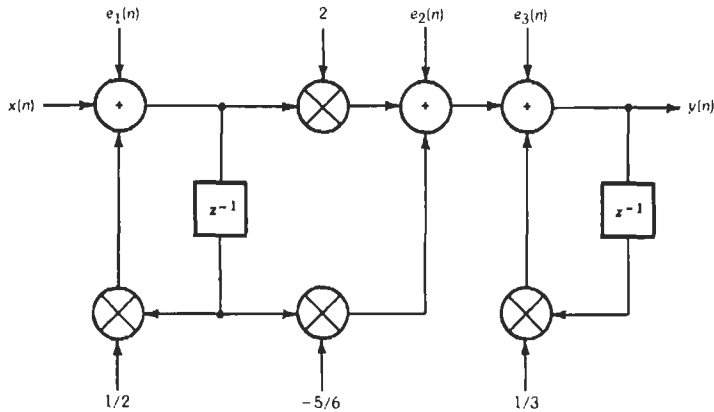 e₁(n) 2 e₂(n) e₃(n)
x(n) + + + y(n)
z⁻¹ z⁻¹
1/2 −5/6 1/3